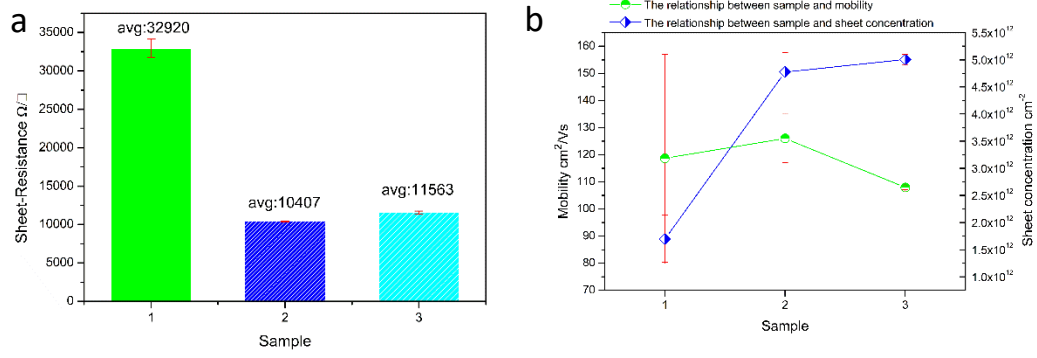 a
avg:32920
avg:10407
avg:11563
35000
30000
25000
20000
15000
10000
5000
0
Sheet-Resistance Ω/□
1 2 3
Sample
b
The relationship between sample and mobility
The relationship between sample and sheet concentration
160
150
140
130
120
110
100
90
80
70
Mobility cm²/Vs
5.5x10¹²
5.0x10¹²
4.5x10¹²
4.0x10¹²
3.5x10¹²
3.0x10¹²
2.5x10¹²
2.0x10¹²
1.5x10¹²
1.0x10¹²
Sheet concentration cm⁻²
1 2 3
Sample